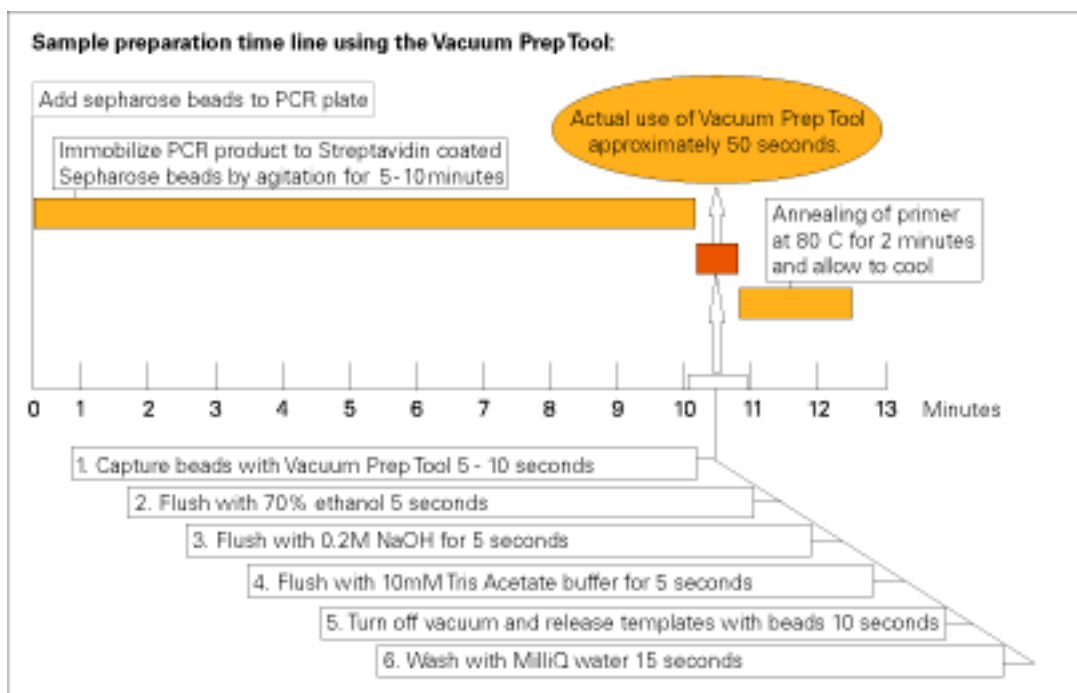 Sample preparation time line using the Vacuum Prep Tool:
Add sepharose beads to PCR plate
Immobilize PCR product to Streptavidin coated
Sepharose beads by agitation for 5-10 minutes
Actual use of Vacuum Prep Tool
approximately 50 seconds.
Annealing of primer
at 80 C for 2 minutes
and allow to cool
0 1 2 3 4 5 6 7 8 9 10 11 12 13 Minutes
1. Capture beads with Vacuum Prep Tool 5 - 10 seconds
2. Flush with 70% ethanol 5 seconds
3. Flush with 0.2M NaOH for 5 seconds
4. Flush with 10mM Tris Acetate buffer for 5 seconds
5. Turn off vacuum and release templates with beads 10 seconds
6. Wash with MilliQ water 15 seconds